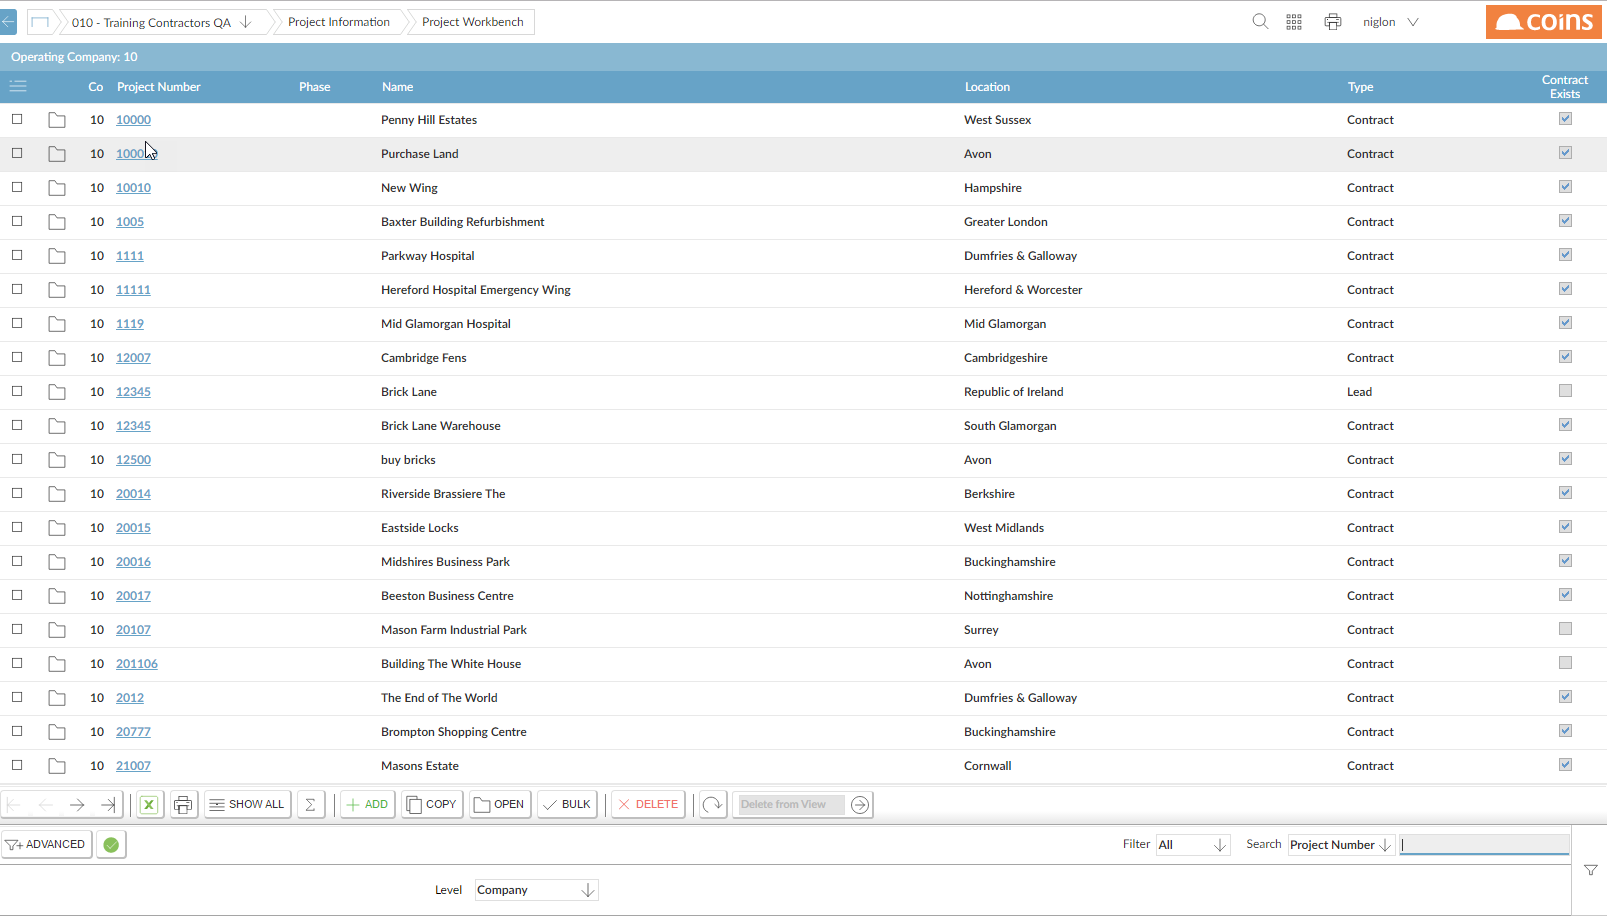 010 - Training Contractors QA Project Information Project Workbench niglon coins
Operating Company: 10
Co Project Number Phase Name Location Type Contract Exists
10 10000 Penny Hill Estates West Sussex Contract
10 Purchase Land Avon Contract
10 10010 New Wing Hampshire Contract
10 1005 Baxter Building Refurbishment Greater London Contract
10 1111 Parkway Hospital Dumfries & Galloway Contract
10 11111 Hereford Hospital Emergency Wing Hereford & Worcester Contract
10 1119 Mid Glamorgan Hospital Mid Glamorgan Contract
10 12007 Cambridge Fens Cambridgeshire Contract
10 12345 Brick Lane Republic of Ireland Lead
10 12345 Brick Lane Warehouse South Glamorgan Contract
10 12500 buy bricks Avon Contract
10 20014 Riverside Brassiere The Berkshire Contract
10 20015 Eastside Locks West Midlands Contract
10 20016 Midshires Business Park Buckinghamshire Contract
10 20017 Beeston Business Centre Nottinghamshire Contract
10 20107 Mason Farm Industrial Park Surrey Contract
10 201106 Building The White House Avon Contract
10 2012 The End of The World Dumfries & Galloway Contract
10 20777 Brompton Shopping Centre Buckinghamshire Contract
10 21007 Masons Estate Cornwall Contract
SHOW ALL Σ ADD COPY OPEN BULK DELETE Delete from View
ADVANCED Filter All Search Project Number
Level Company